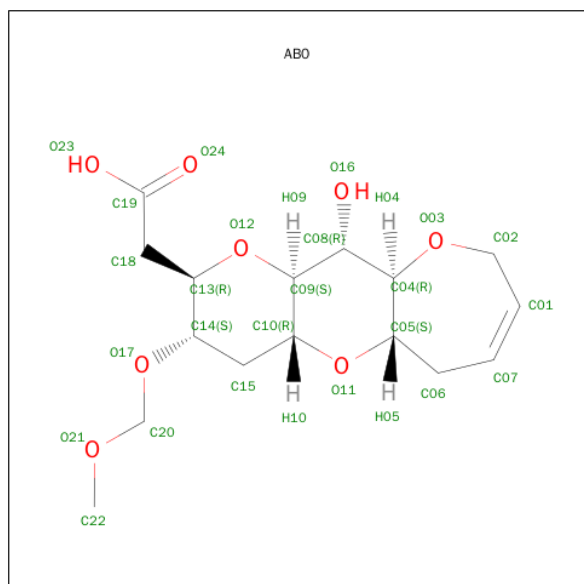 ABO
O23
O24
HO
O
O16
C19
OH
H09
H04
H
H
O03
O12
C08(R)
O
C02
C18
O
C13(R)
C09(S)
C04(R)
C01
C14(S)
C10(R)
C05(S)
O17
O
O
C07
C15
O11
C06
H
H
H10
H05
O21
O
C20
C22